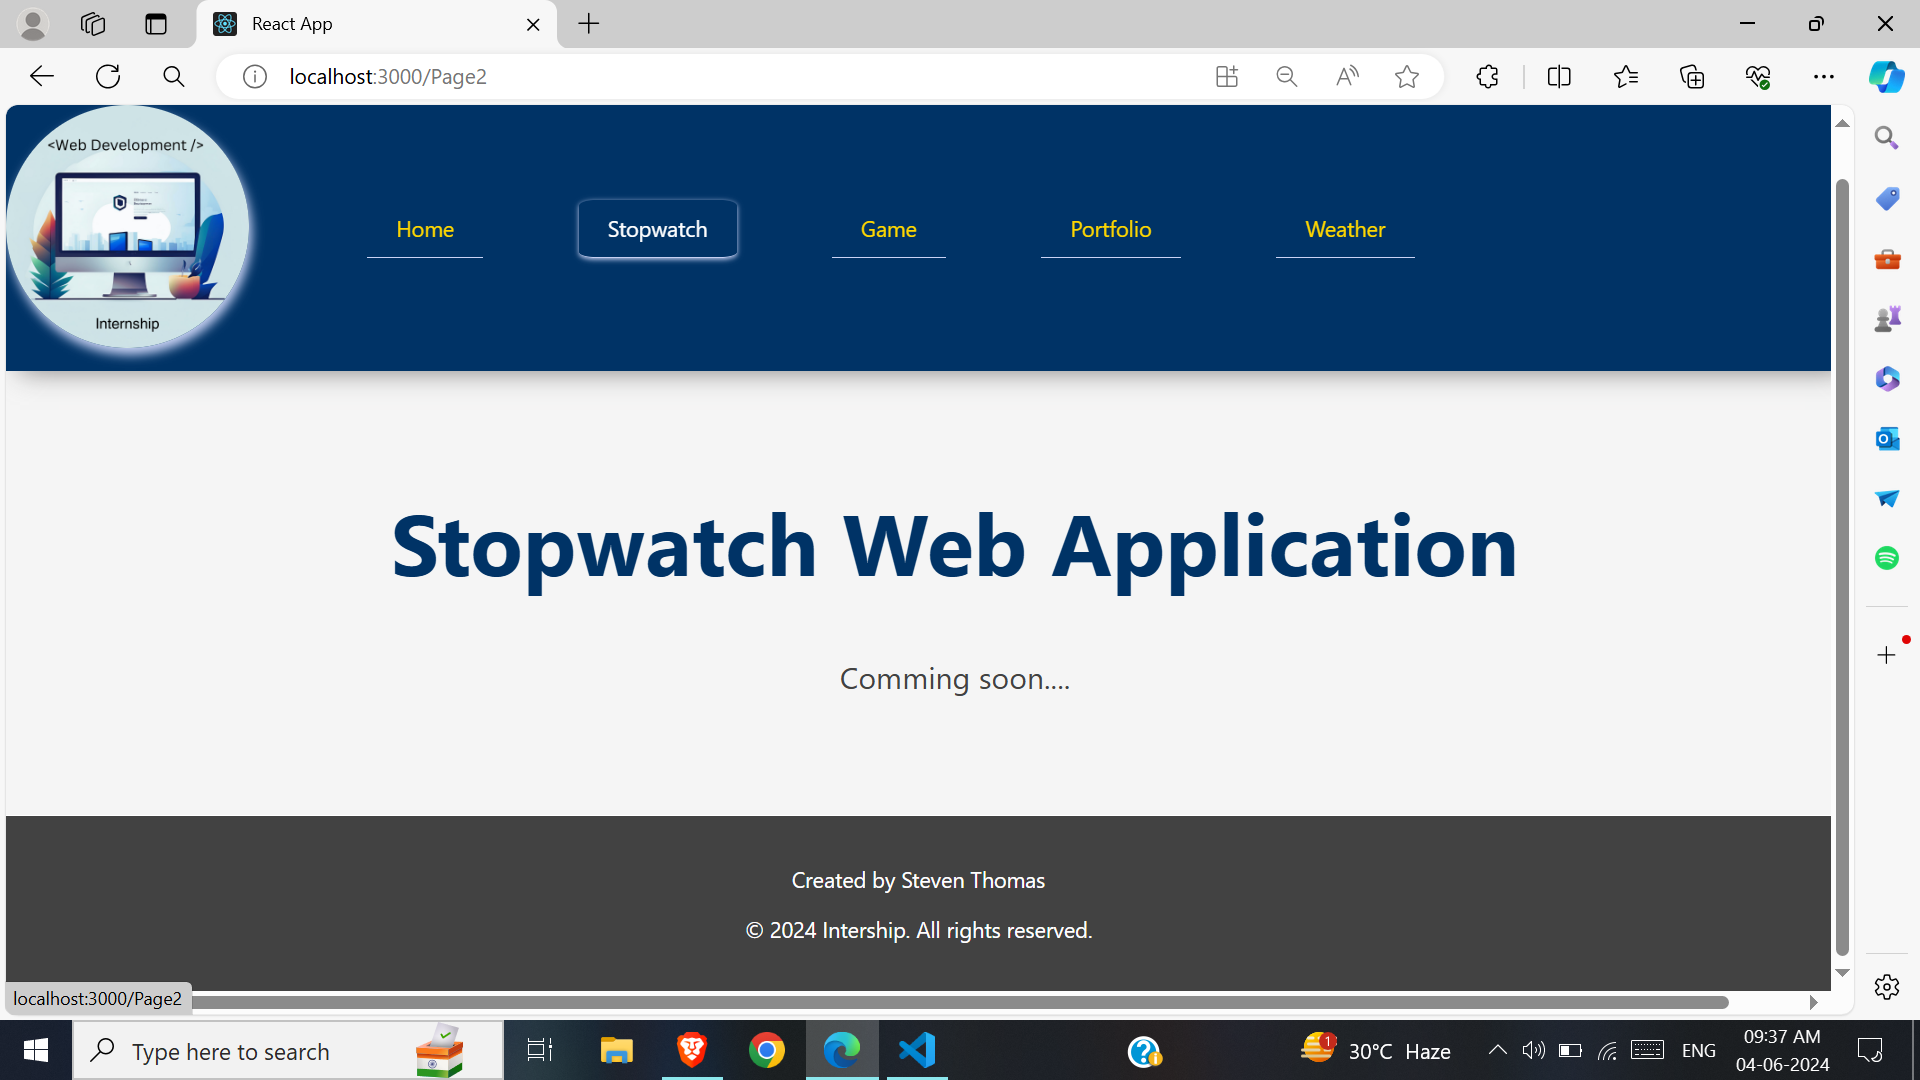 React App
localhost:3000/Page2
<Web Development />
Internship
Home
Stopwatch
Game
Portfolio
Weather
Stopwatch Web Application
Comming soon....
Created by Steven Thomas
© 2024 Intership. All rights reserved.
localhost:3000/Page2
Type here to search
1
30°C Haze
ENG
09:37 AM
04-06-2024